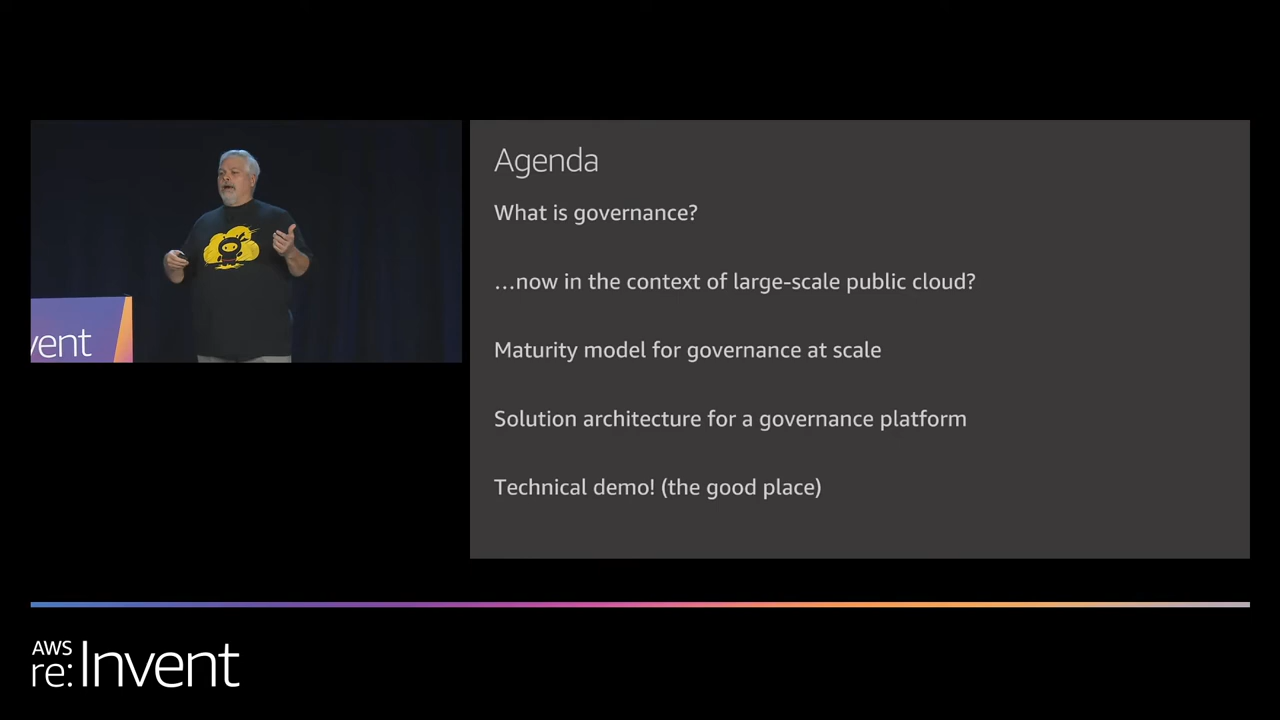 Agenda
What is governance?
…now in the context of large-scale public cloud?
Maturity model for governance at scale
Solution architecture for a governance platform
Technical demo! (the good place)
vent
AWS
re:Invent